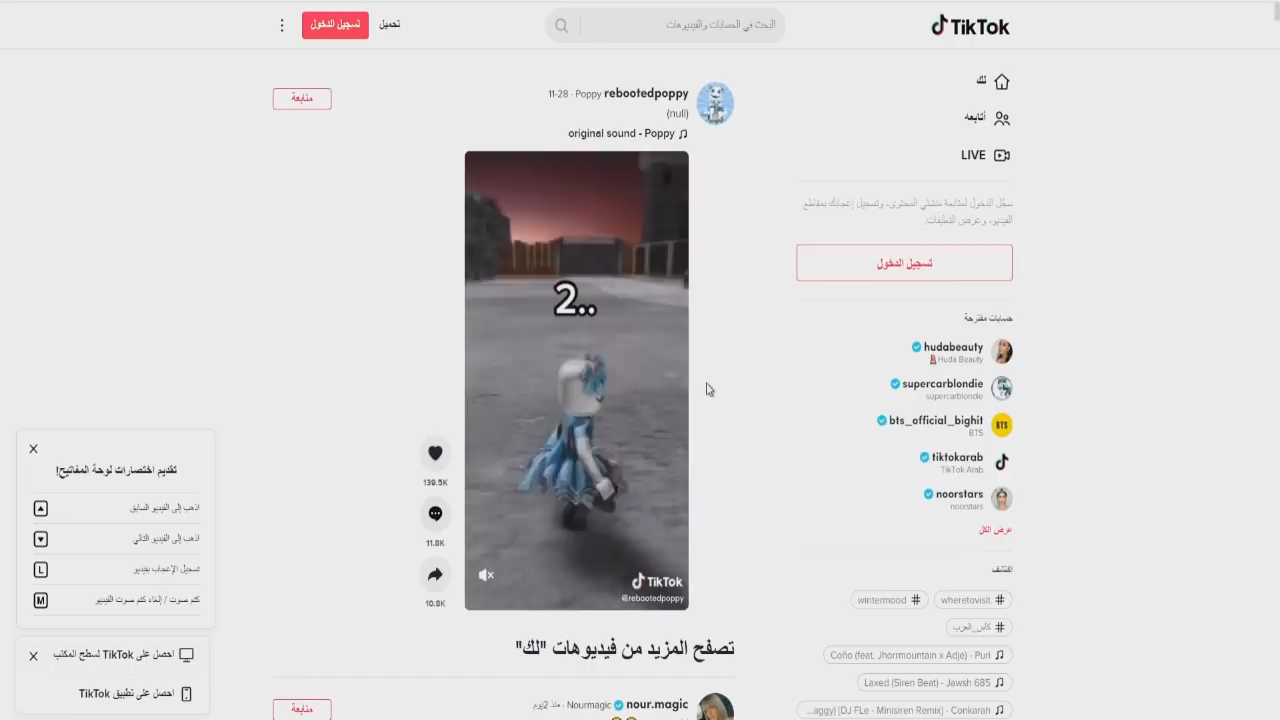 TikTok
البحث في الحسابات والفيديوهات
تحميل
تسجيل الدخول
لك
أتابعه
LIVE
سجّل الدخول لمتابعة منشئي المحتوى، وتسجيل إعجابك بمقاطع
الفيديو، وعرض التعليقات.
تسجيل الدخول
حسابات مقترحة
hudabeauty
Huda Beauty
supercarblondie
supercarblondie
bts_official_bighit
BTS
BTS
tiktokarab
TikTok Arab
noorstars
noorstars
عرض الكل
اكتشف
# wheretovisit
# wintermood
# كأس_العرب
Coño (feat. Jhorrmountain x Adje) - Puri
Laxed (Siren Beat) - Jawsh 685
...aggy) [DJ FLe - Minisiren Remix] - Conkarah
rebootedpoppy Poppy · 11-28
(null)
original sound - Poppy
متابعة
2..
TikTok
@rebootedpoppy
139.5K
11.8K
10.8K
تصفح المزيد من فيديوهات "لك"
nour.magic Nourmagic · منذ 2يوم
متابعة
تقديم اختصارات لوحة المفاتيح!
اذهب إلى الفيديو السابق
اذهب إلى الفيديو التالي
تسجيل الإعجاب بفيديو
L
كتم صوت / إلغاء كتم صوت الفيديو
M
احصل على TikTok لسطح المكتب
احصل على تطبيق TikTok